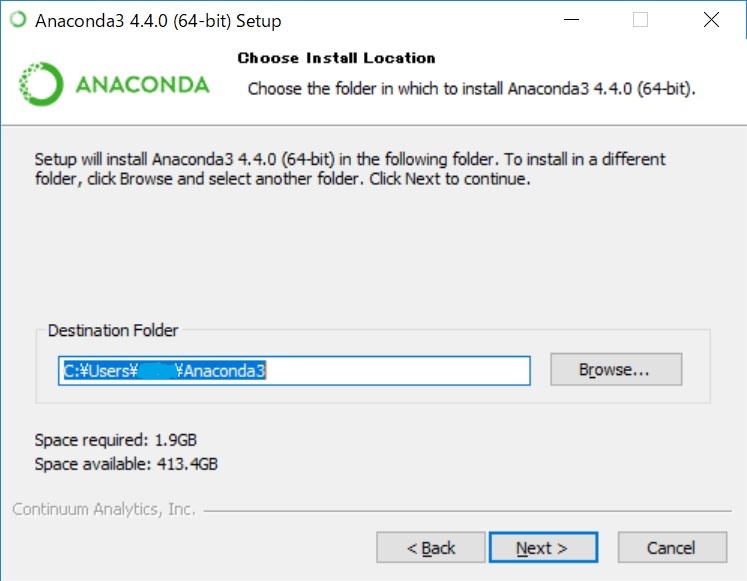 Anaconda3 4.4.0 (64-bit) Setup
ANACONDA
Choose Install Location
Choose the folder in which to install Anaconda3 4.4.0 (64-bit).
Setup will install Anaconda3 4.4.0 (64-bit) in the following folder. To install in a different
folder, click Browse and select another folder. Click Next to continue.
Destination Folder
C:¥Users¥ ¥Anaconda3
Browse...
Space required: 1.9GB
Space available: 413.4GB
Continuum Analytics, Inc.
< Back
Next >
Cancel